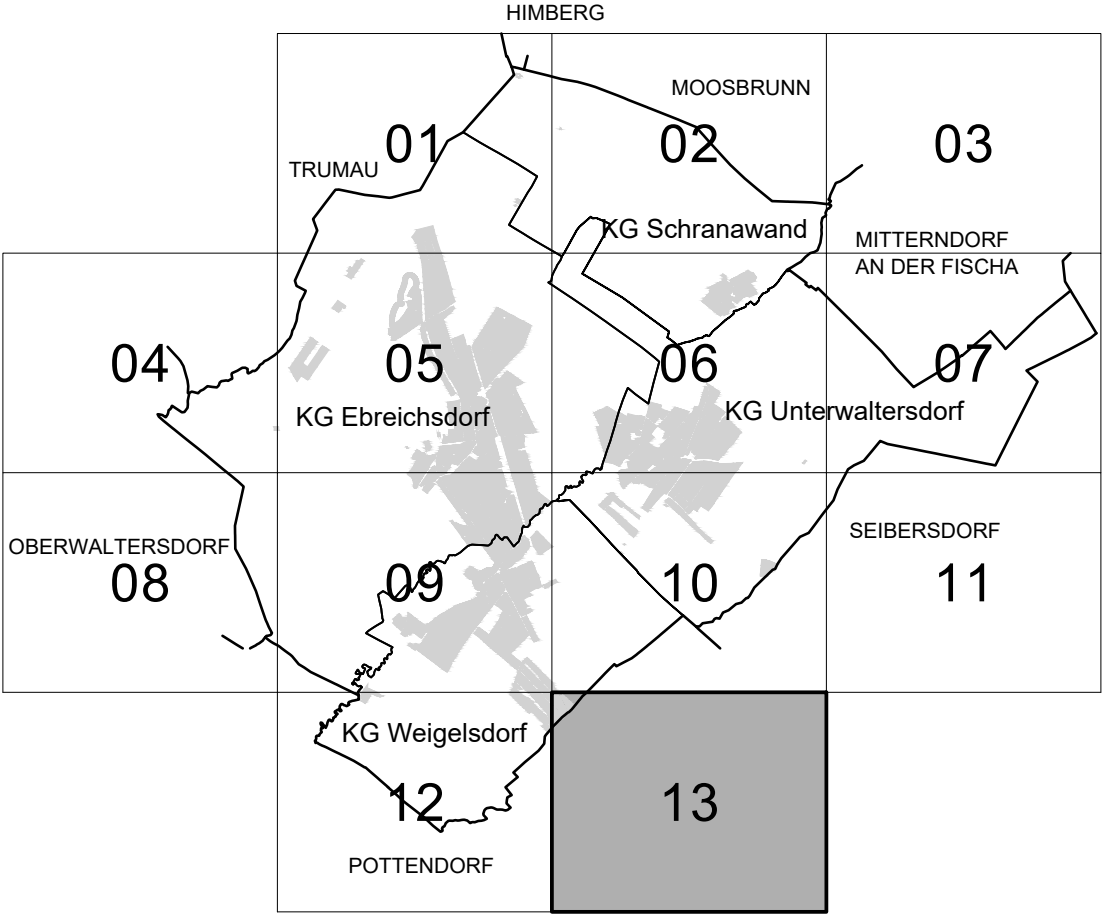 HIMBERG
MOOSBRUNN
01
02
03
TRUMAU
KG Schranawand
MITTERNDORF
AN DER FISCHA
04
05
06
07
KG Ebreichsdorf
KG Unterwaltersdorf
SEIBERSDORF
OBERWALTERSDORF
08
09
10
11
KG Weigelsdorf
12
13
POTTENDORF